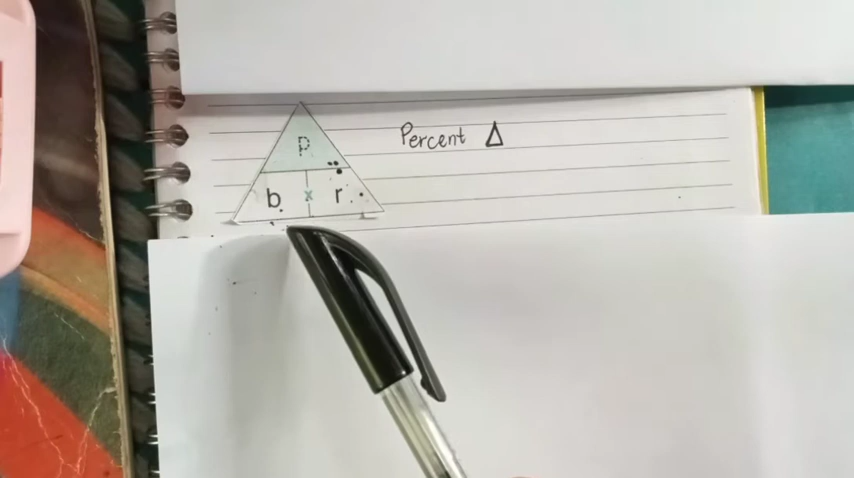 P
Percent Δ
b x r